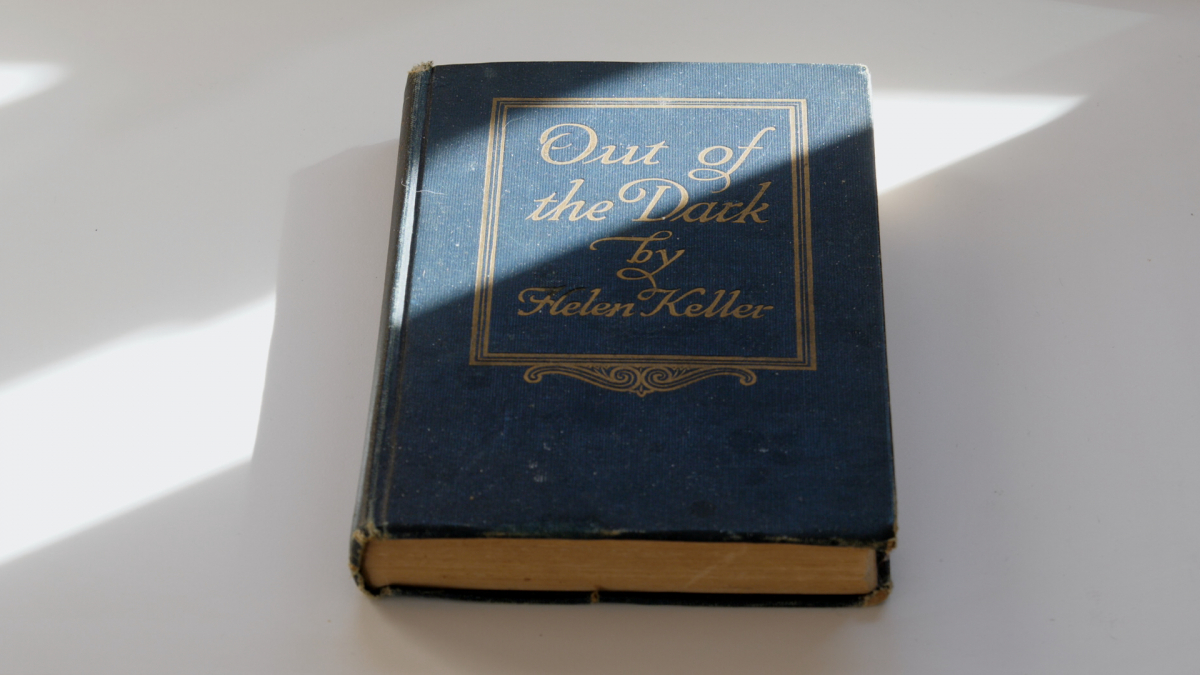 Out of
the Dark
by
Helen Keller